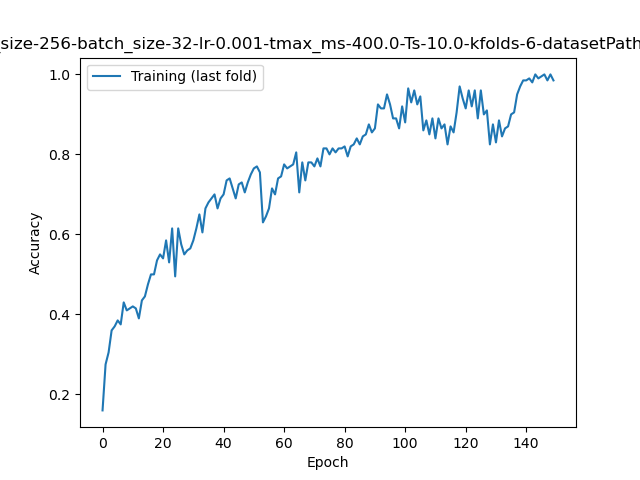 _size-256-batch_size-32-lr-0.001-tmax_ms-400.0-Ts-10.0-kfolds-6-datasetPath
Training (last fold)
1.0
0.8
0.6
0.4
0.2
Accuracy
0 20 40 60 80 100 120 140
Epoch